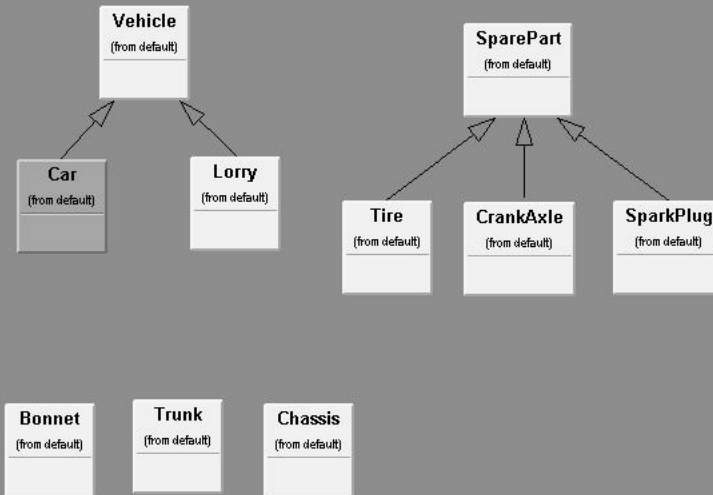 Vehicle
(from default)
SparePart
(from default)
Car
(from default)
Lorry
(from default)
Tire
(from default)
CrankAxle
(from default)
SparkPlug
(from default)
Bonnet
(from default)
Trunk
(from default)
Chassis
(from default)